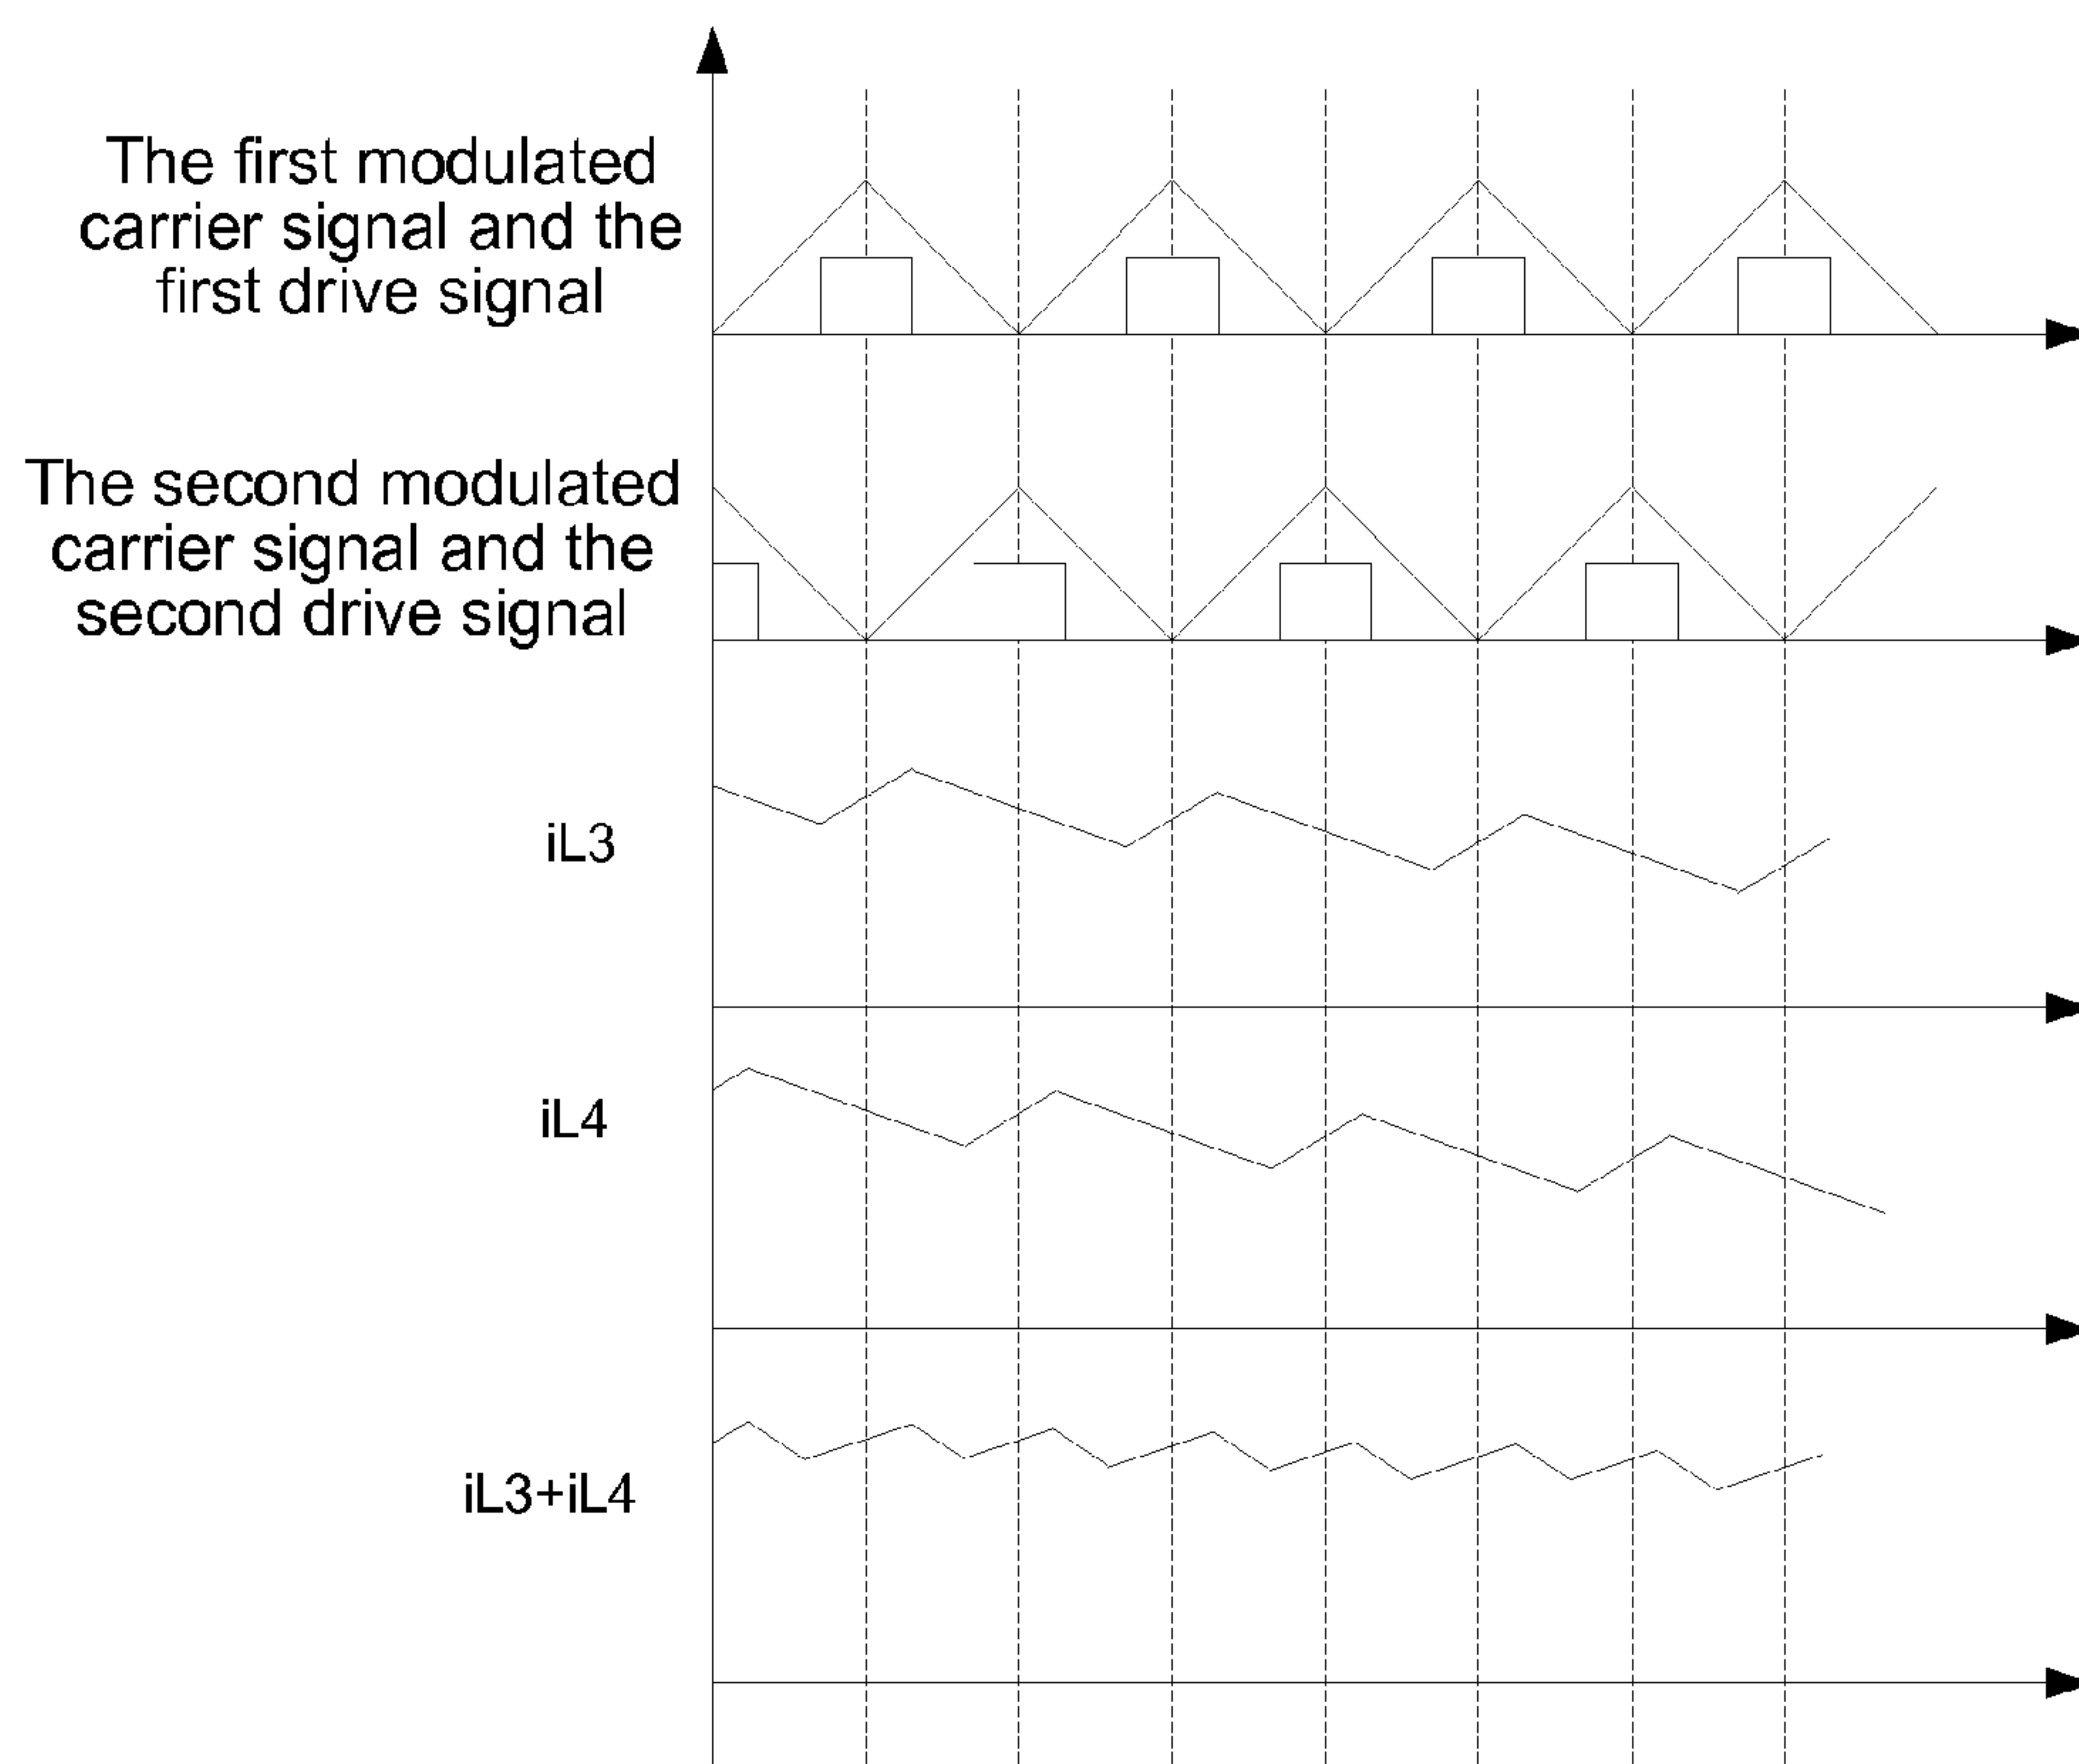 The first modulated
carrier signal and the
first drive signal
The second modulated
carrier signal and the
second drive signal
iL3
iL4
iL3+iL4